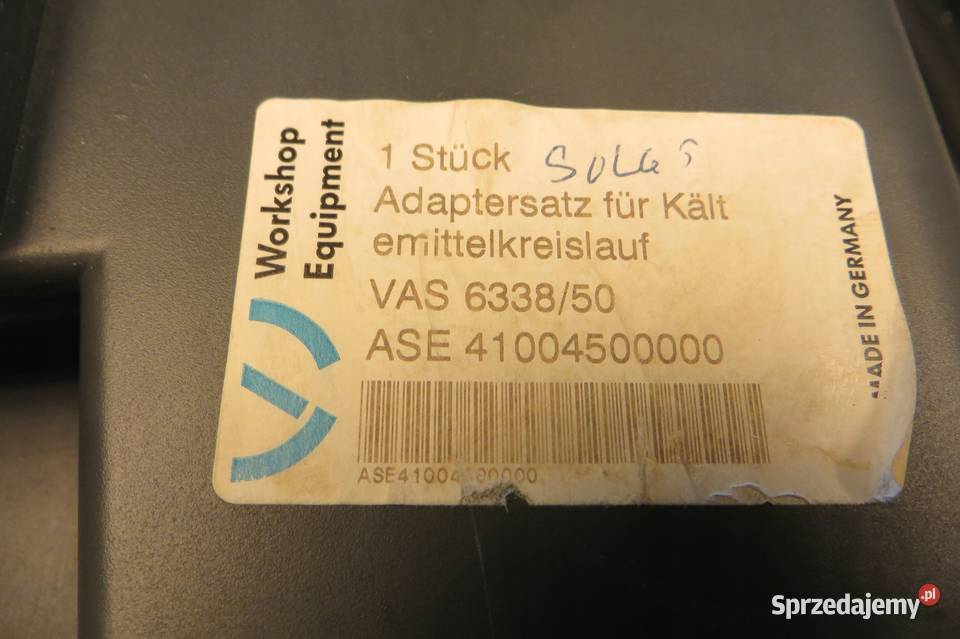 Workshop
Equipment
1 Stück
Adaptersatz für Kält
emittelkreislauf
VAS 6338/50
ASE 41004500000
MADE IN GERMANY
Sprzedajemy.pl